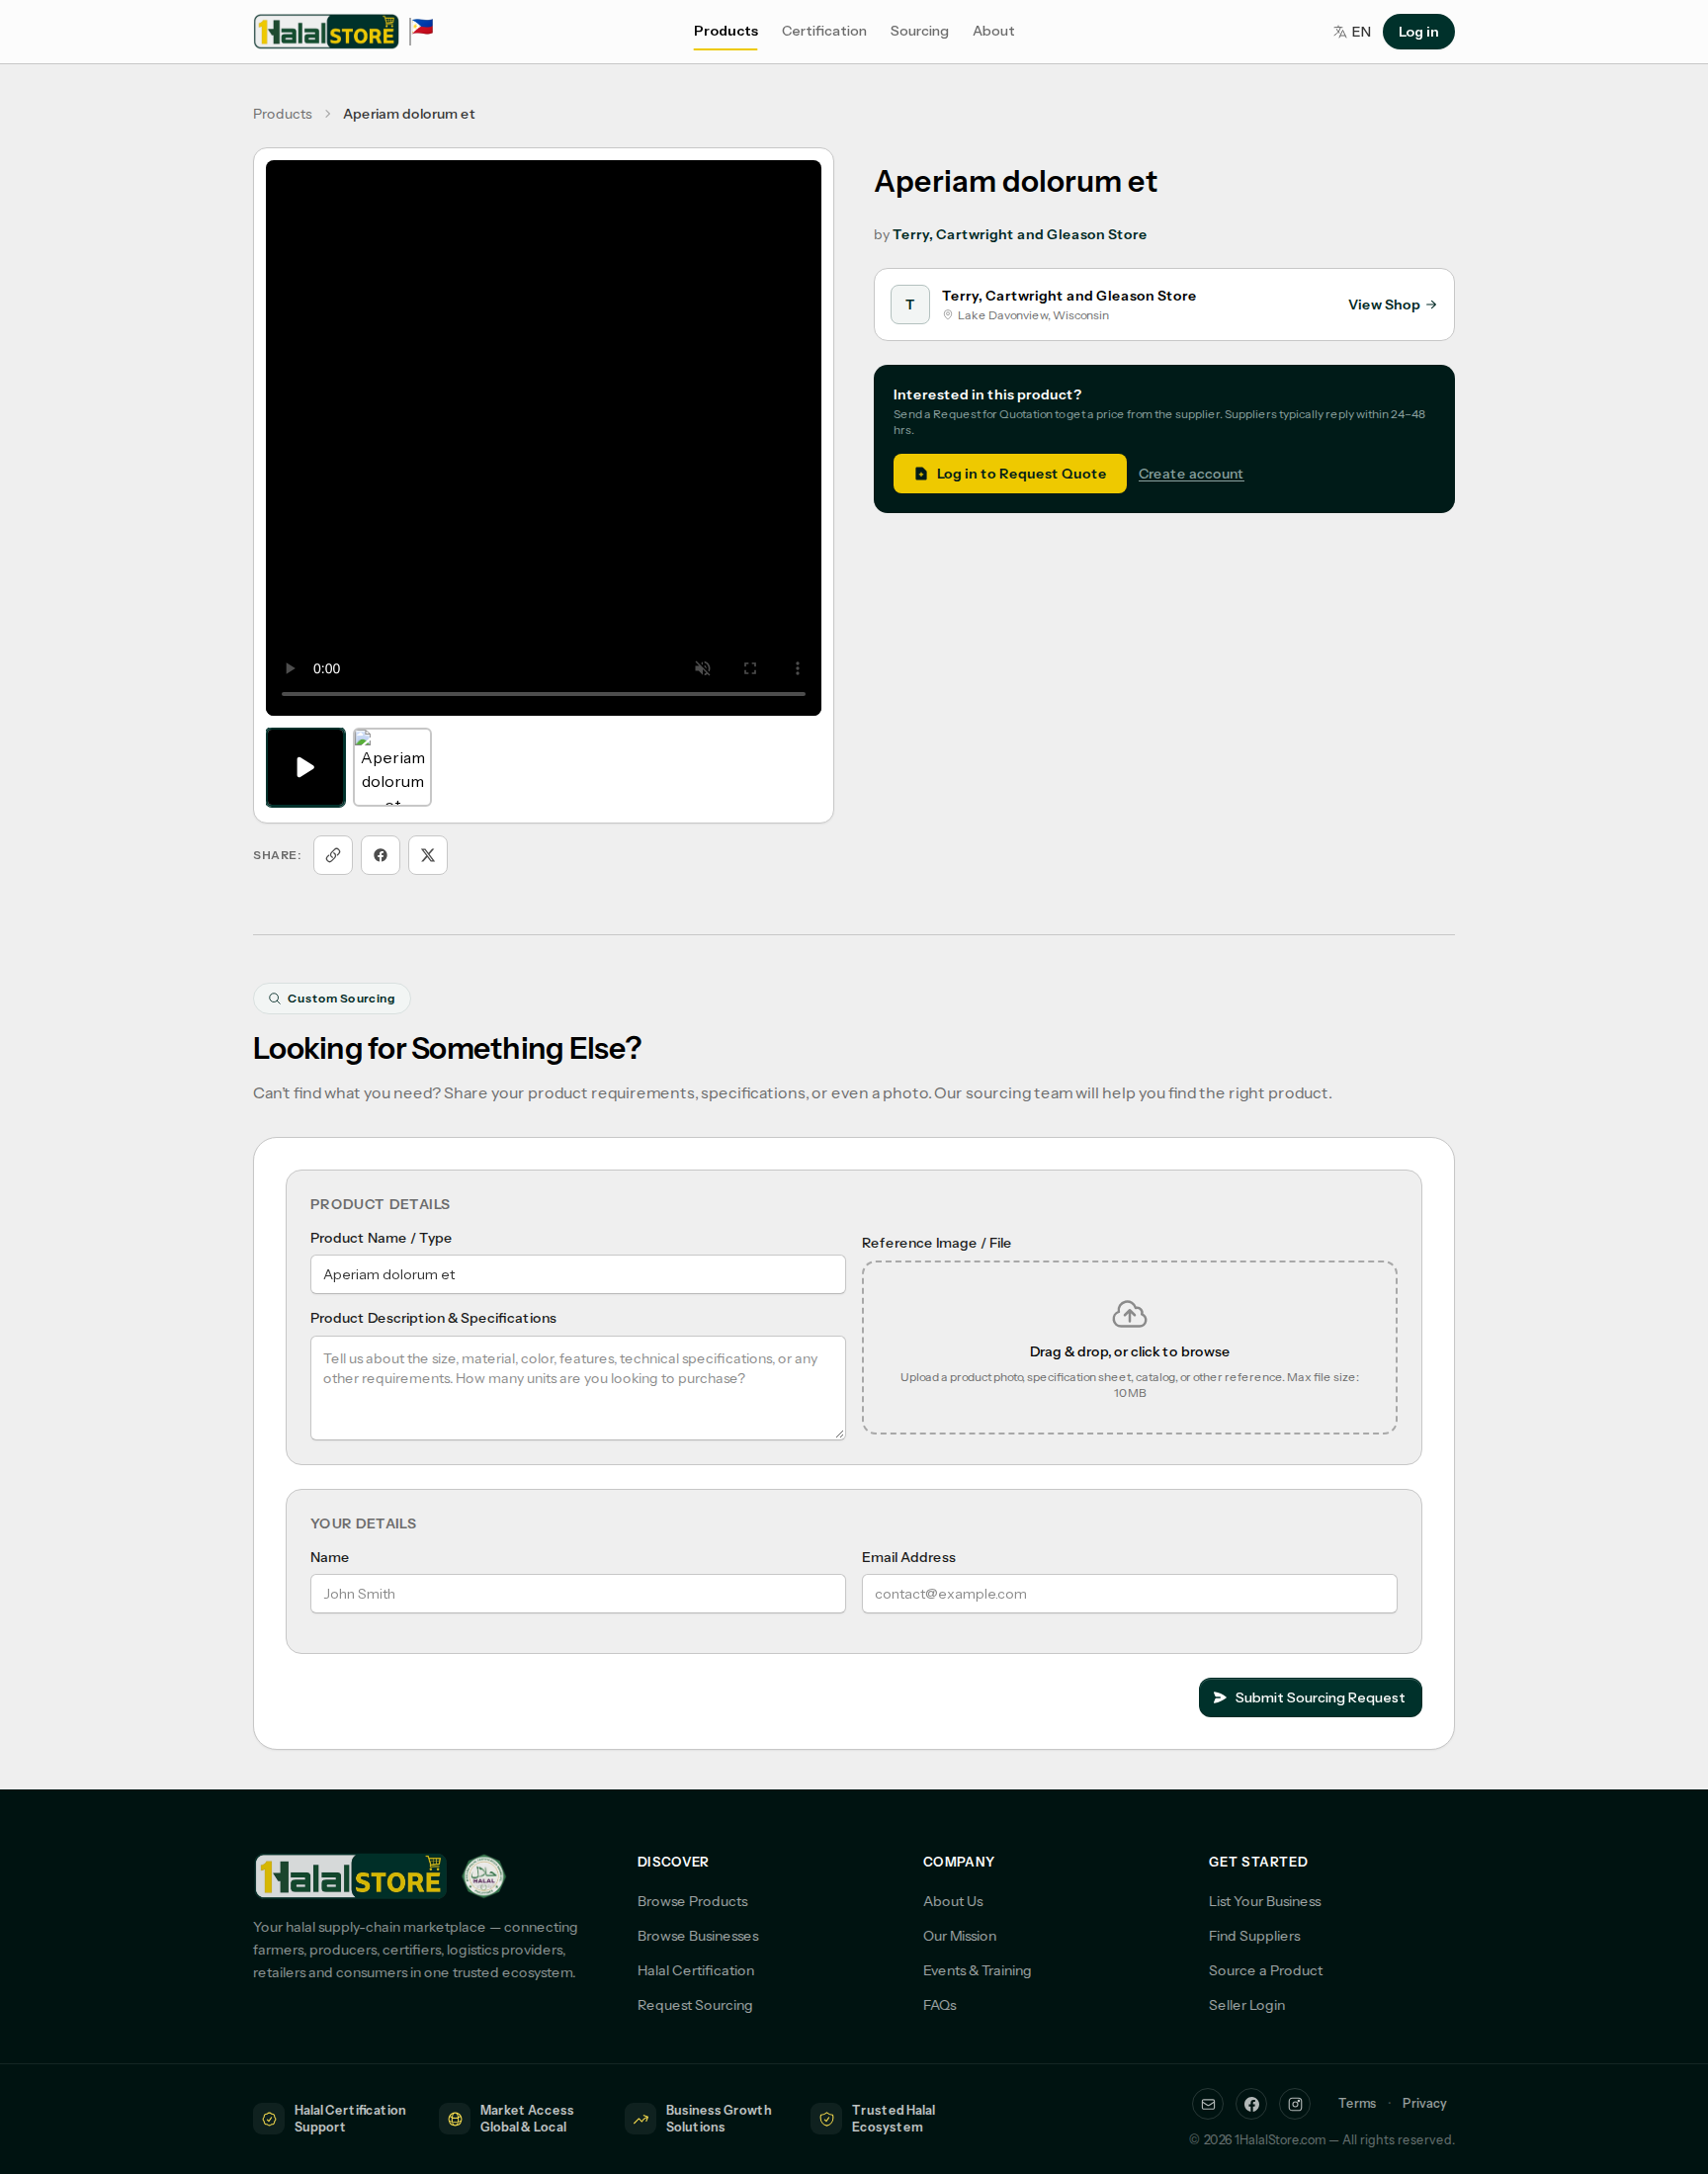 1HalalSTORE
Products
Certification
Sourcing
About
EN
Log in
Products
Aperiam dolorum et
0:00
Aperiam
dolorum
et
SHARE:
Aperiam dolorum et
by Terry, Cartwright and Gleason Store
T
Terry, Cartwright and Gleason Store
Lake Davonview, Wisconsin
View Shop
Interested in this product?
Send a Request for Quotation to get a price from the supplier. Suppliers typically reply within 24–48
hrs.
Log in to Request Quote
Create account
Custom Sourcing
Looking for Something Else?
Can't find what you need? Share your product requirements, specifications, or even a photo. Our sourcing team will help you find the right product.
PRODUCT DETAILS
Product Name / Type
Aperiam dolorum et
Product Description & Specifications
Tell us about the size, material, color, features, technical specifications, or any
other requirements. How many units are you looking to purchase?
Reference Image / File
Drag & drop, or click to browse
Upload a product photo, specification sheet, catalog, or other reference. Max file size:
10MB
YOUR DETAILS
Name
John Smith
Email Address
contact@example.com
Submit Sourcing Request
1HalalSTORE
حلال
HALAL
Your halal supply-chain marketplace — connecting
farmers, producers, certifiers, logistics providers,
retailers and consumers in one trusted ecosystem.
DISCOVER
Browse Products
Browse Businesses
Halal Certification
Request Sourcing
COMPANY
About Us
Our Mission
Events & Training
FAQs
GET STARTED
List Your Business
Find Suppliers
Source a Product
Seller Login
Halal Certification
Support
Market Access
Global & Local
Business Growth
Solutions
Trusted Halal
Ecosystem
Terms · Privacy
© 2026 1HalalStore.com — All rights reserved.